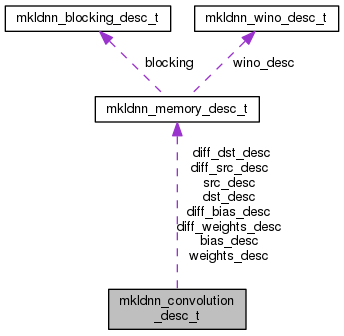 mkldnn_blocking_desc_t
mkldnn_wino_desc_t
blocking
wino_desc
mkldnn_memory_desc_t
diff_dst_desc
diff_src_desc
src_desc
dst_desc
diff_bias_desc
diff_weights_desc
bias_desc
weights_desc
mkldnn_convolution
_desc_t